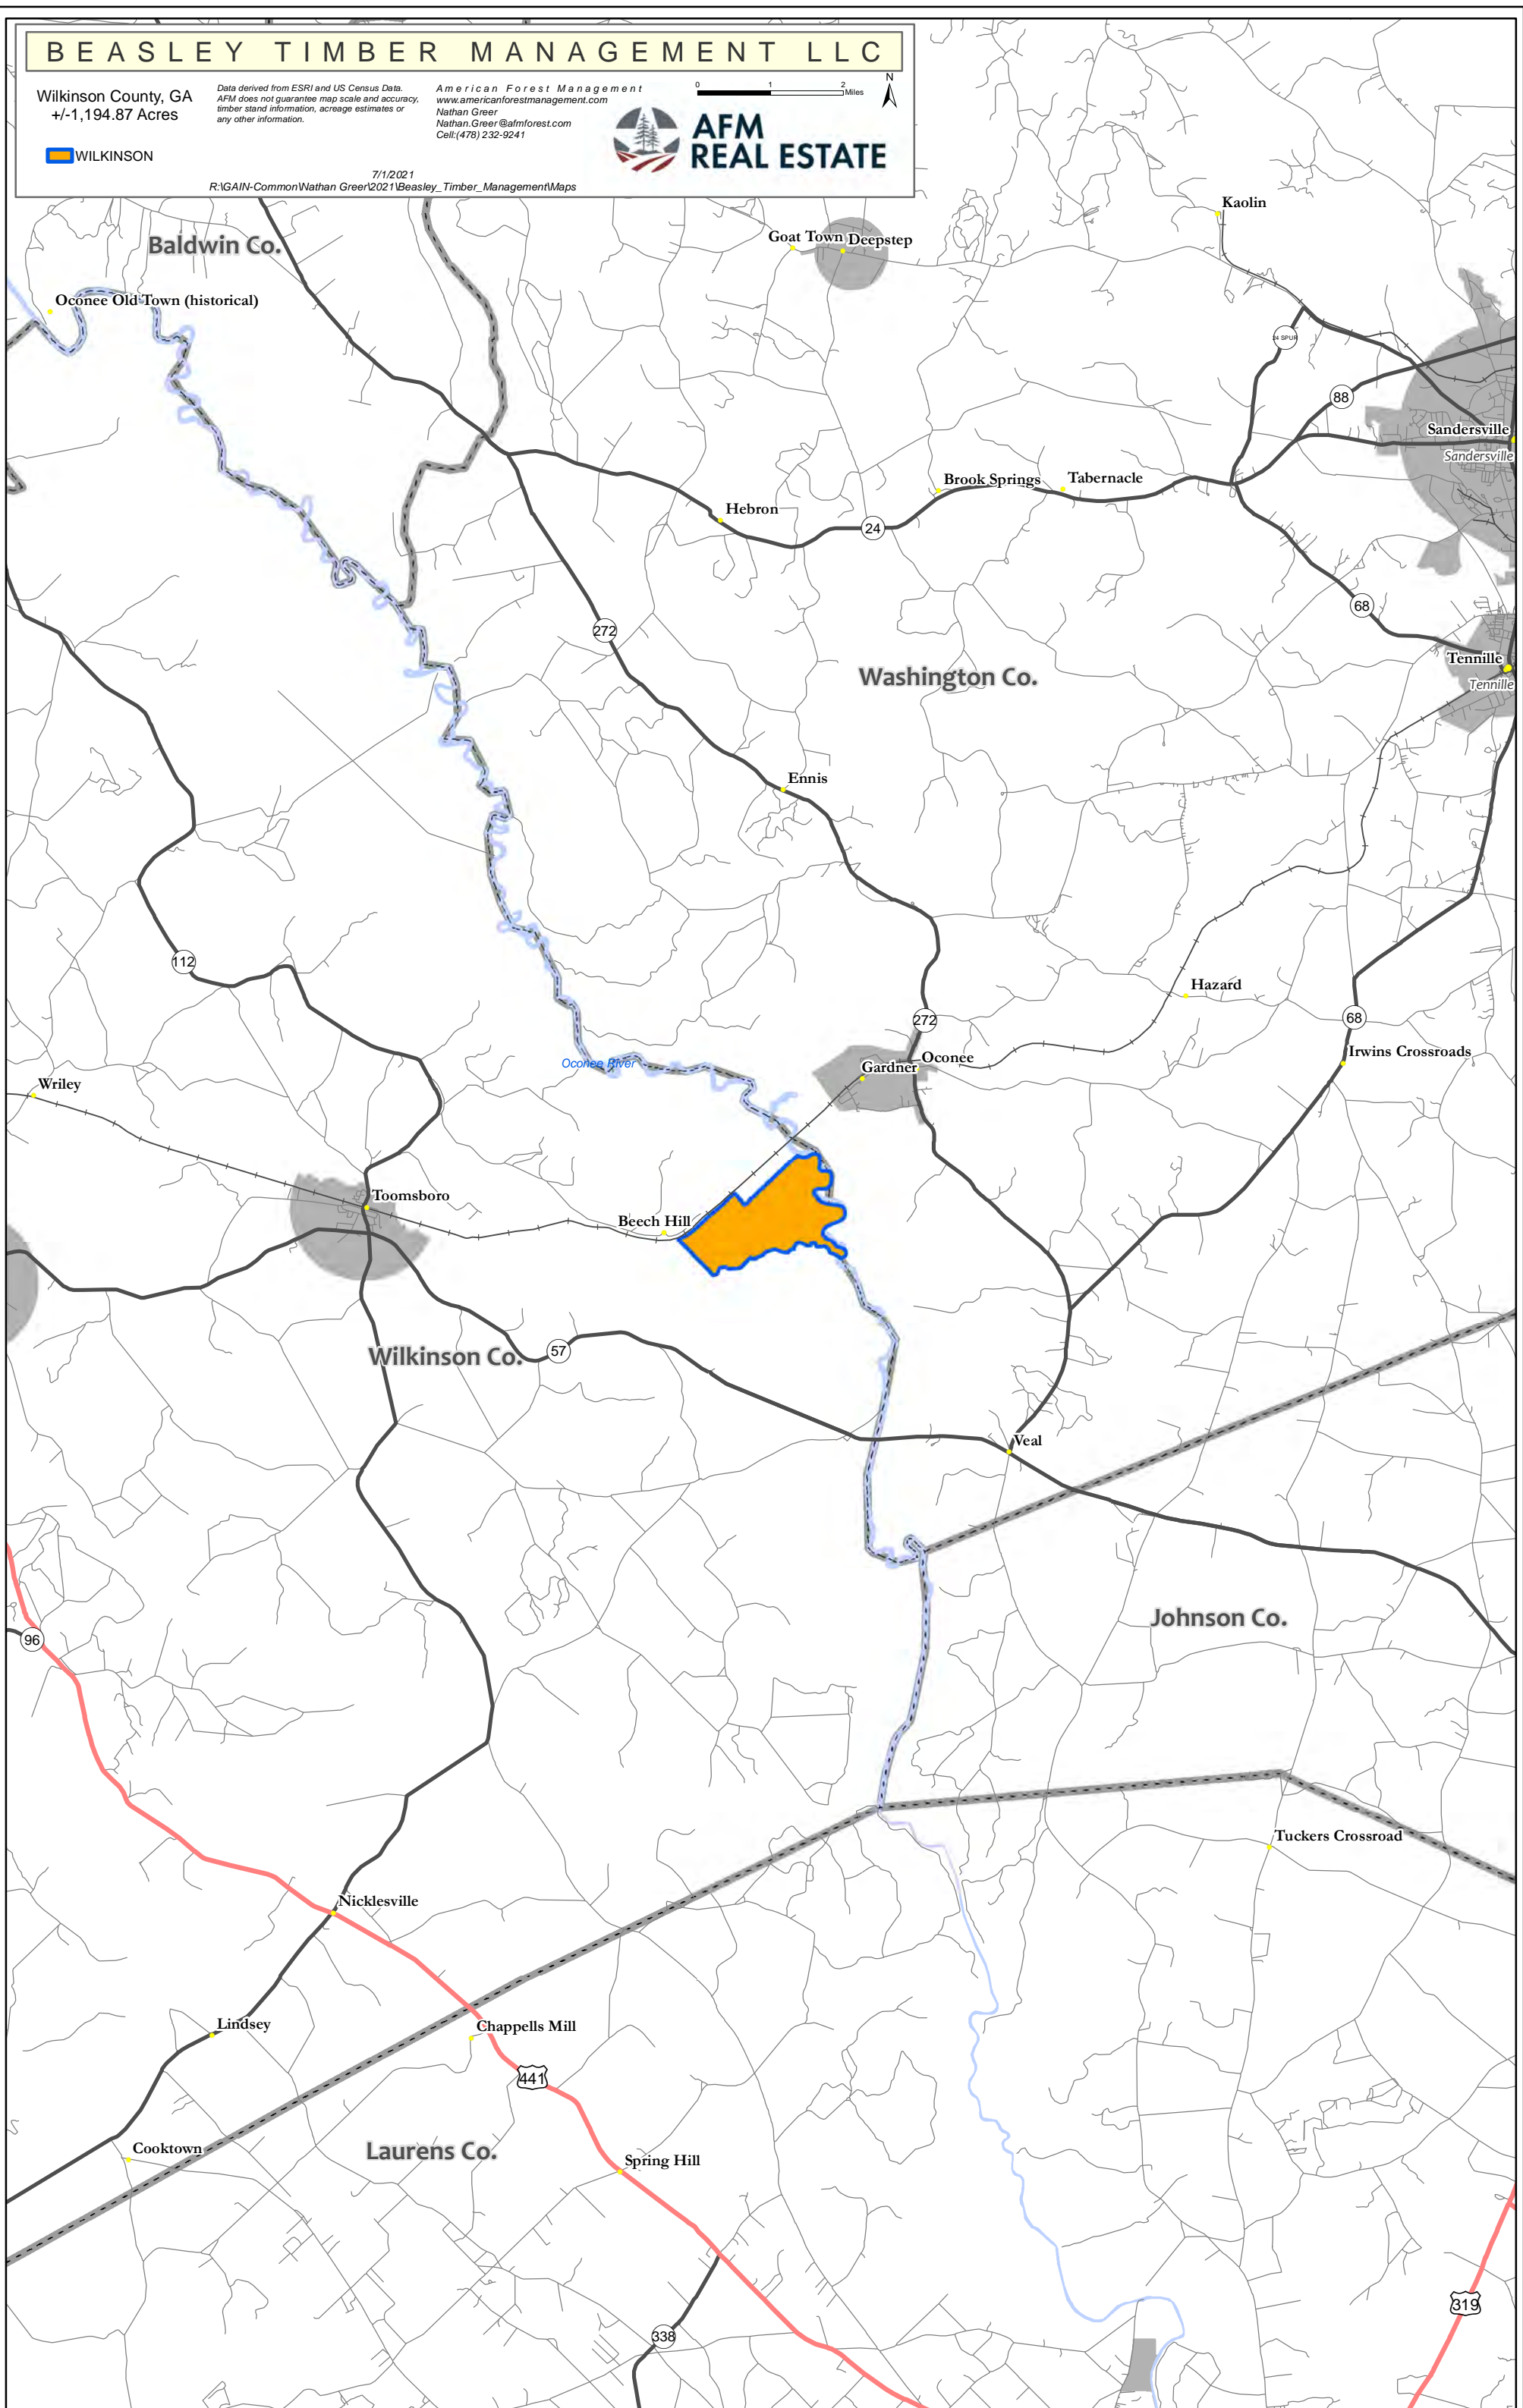 BEASLEY TIMBER MANAGEMENT LLC
Wilkinson County, GA
+/-1,194.87 Acres
Data derived from ESRI and US Census Data.
AFM does not guarantee map scale and accuracy,
timber stand information, acreage estimates or
any other information.
American Forest Management
www.americanforestmanagement.com
Nathan Greer
Nathan.Greer@afmforest.com
Cell:(478) 232-9241
0 1 2
Miles
N
AFM
REAL ESTATE
WILKINSON
7/1/2021
R:\GAIN-Common\Nathan Greer\2021\Beasley_Timber_Management\Maps
Kaolin
Baldwin Co.
Goat Town
Deepstep
Oconee Old Town (historical)
24 SPUR
88
Sandersville
Sandersville
Brook Springs
Tabernacle
Hebron
24
68
272
Tennille
Tennille
Washington Co.
Ennis
112
Hazard
272
68
Oconee River
Oconee
Gardner
Irwins Crossroads
Wriley
Toomsboro
Beech Hill
57
Wilkinson Co.
Veal
Johnson Co.
96
Tuckers Crossroad
Nicklesville
Lindsey
Chappells Mill
441
Cooktown
Laurens Co.
Spring Hill
319
338